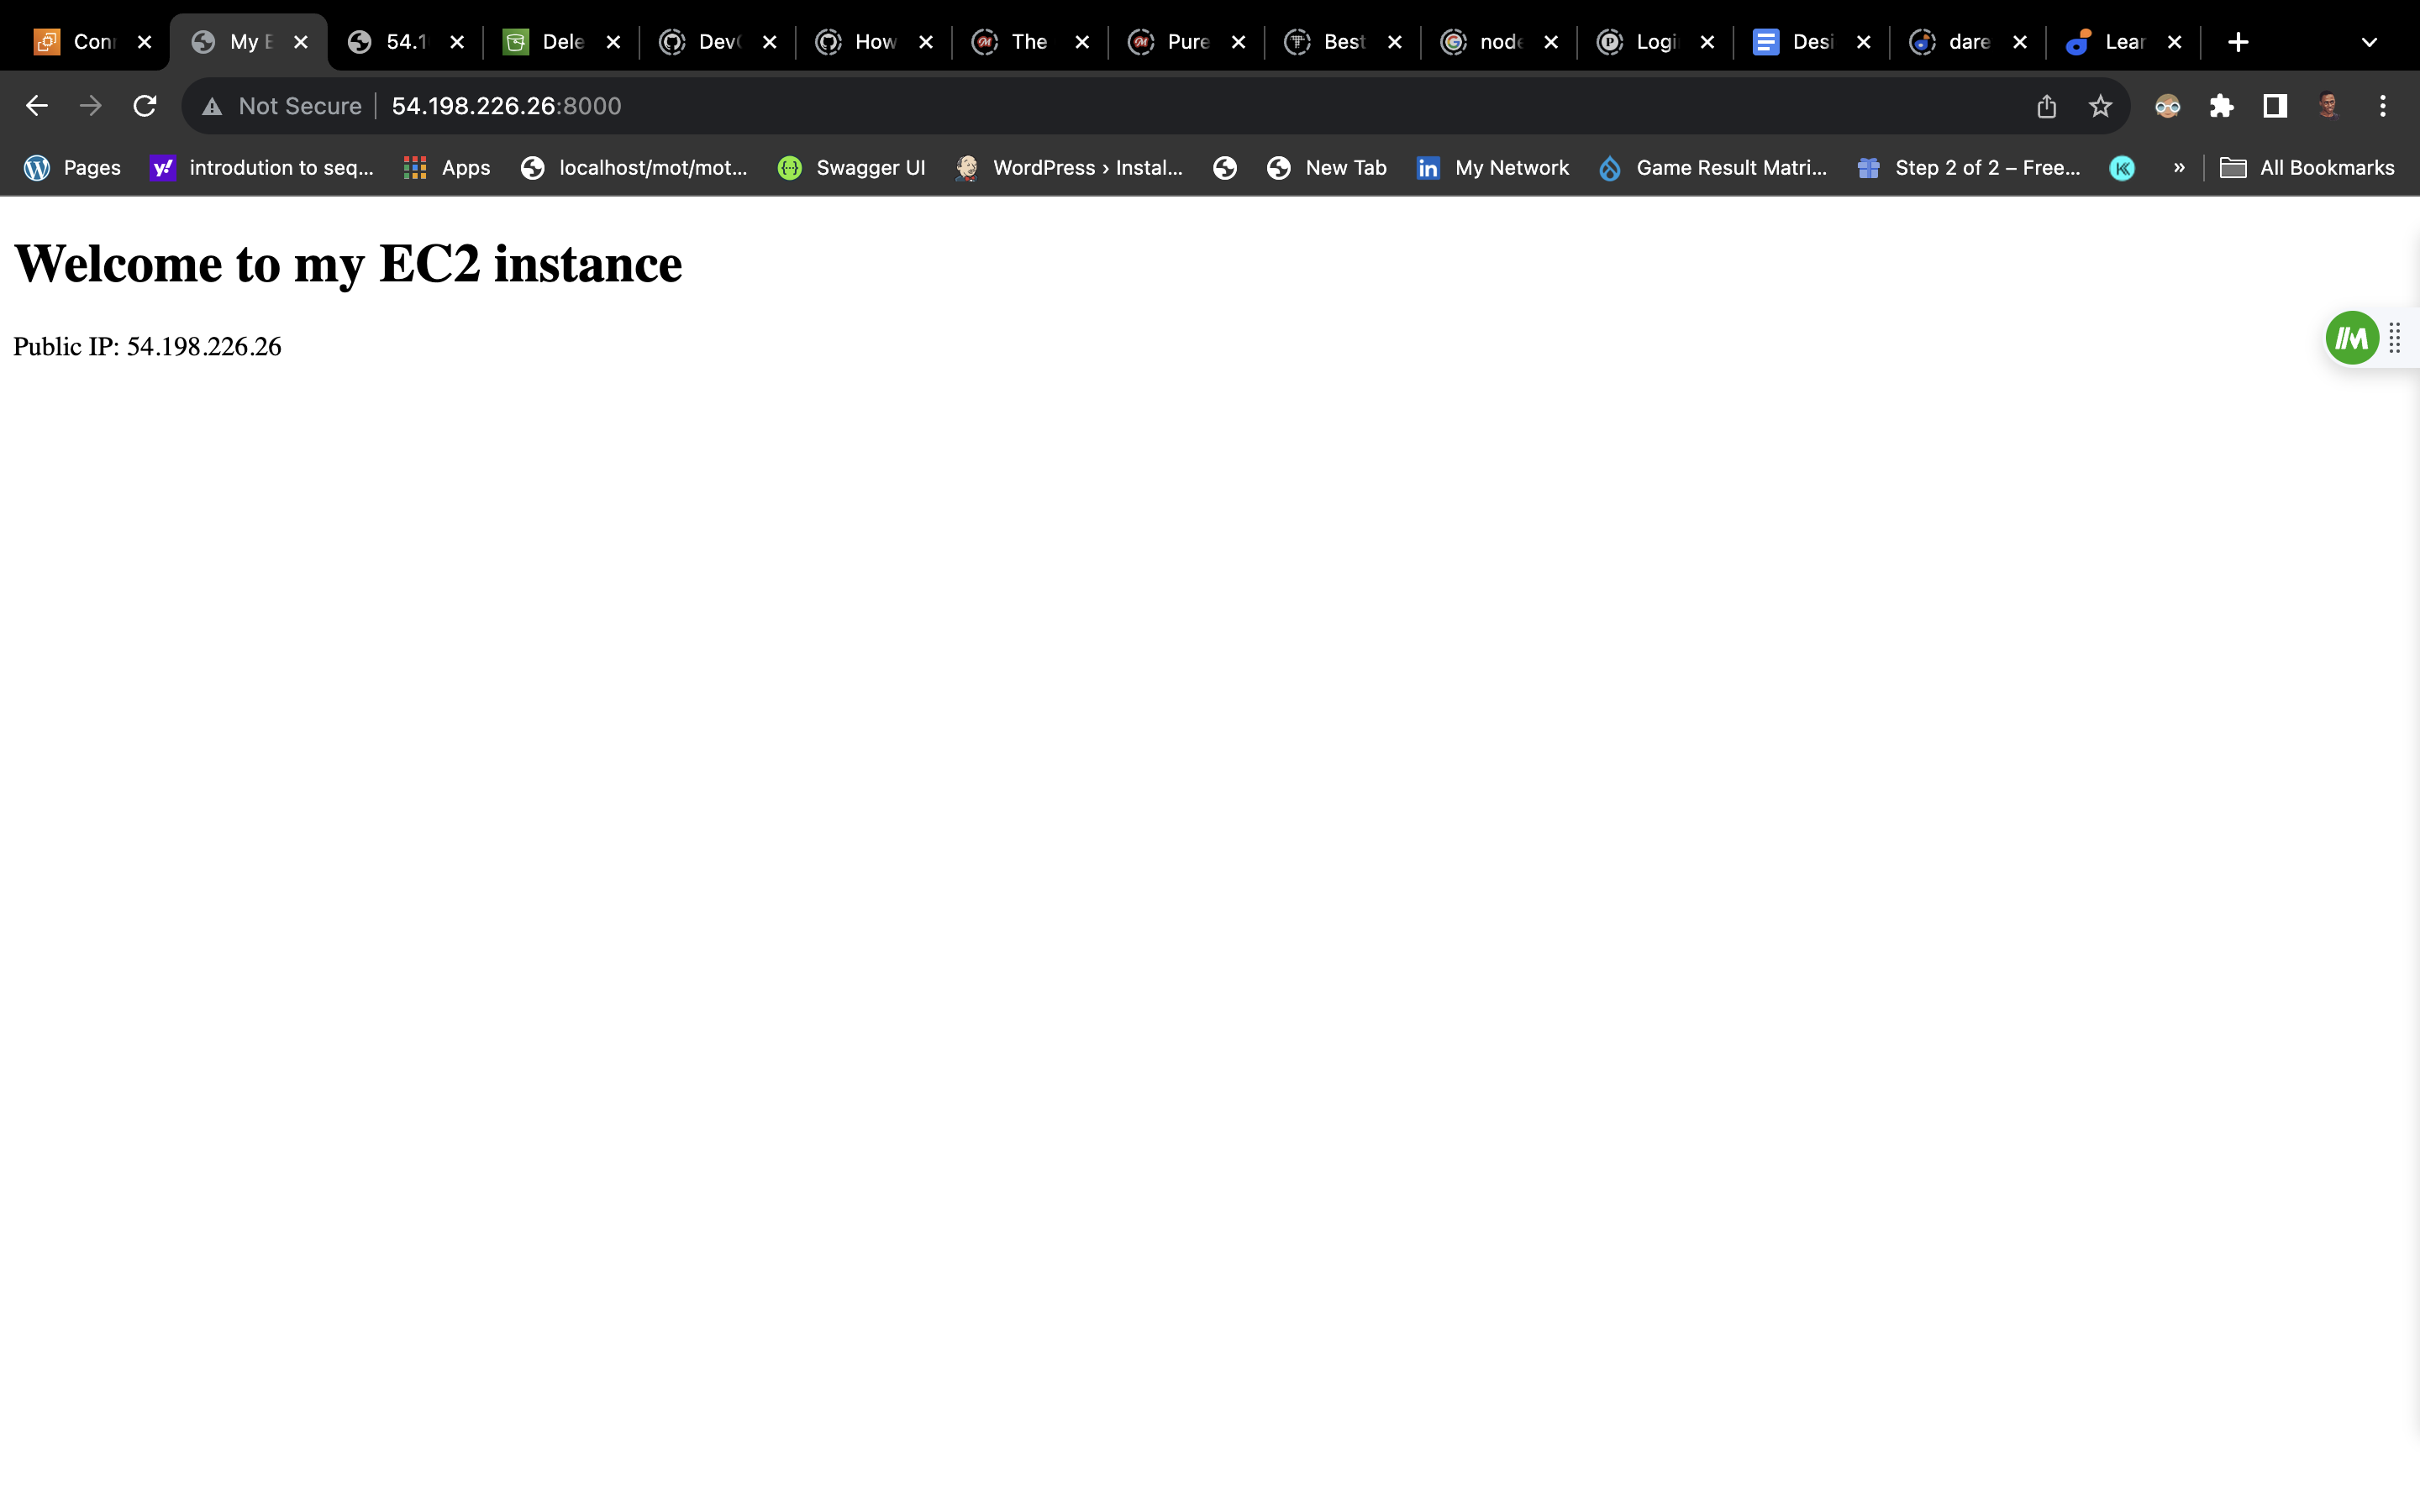 Conn My E 54.1 Dele Dev How The Pure Best node Logi Desi dare Lear
Not Secure 54.198.226.26:8000
Pages introdution to seq... Apps localhost/mot/mot... Swagger UI WordPress › Instal... New Tab My Network Game Result Matri... Step 2 of 2 – Free... » All Bookmarks
Welcome to my EC2 instance
Public IP: 54.198.226.26